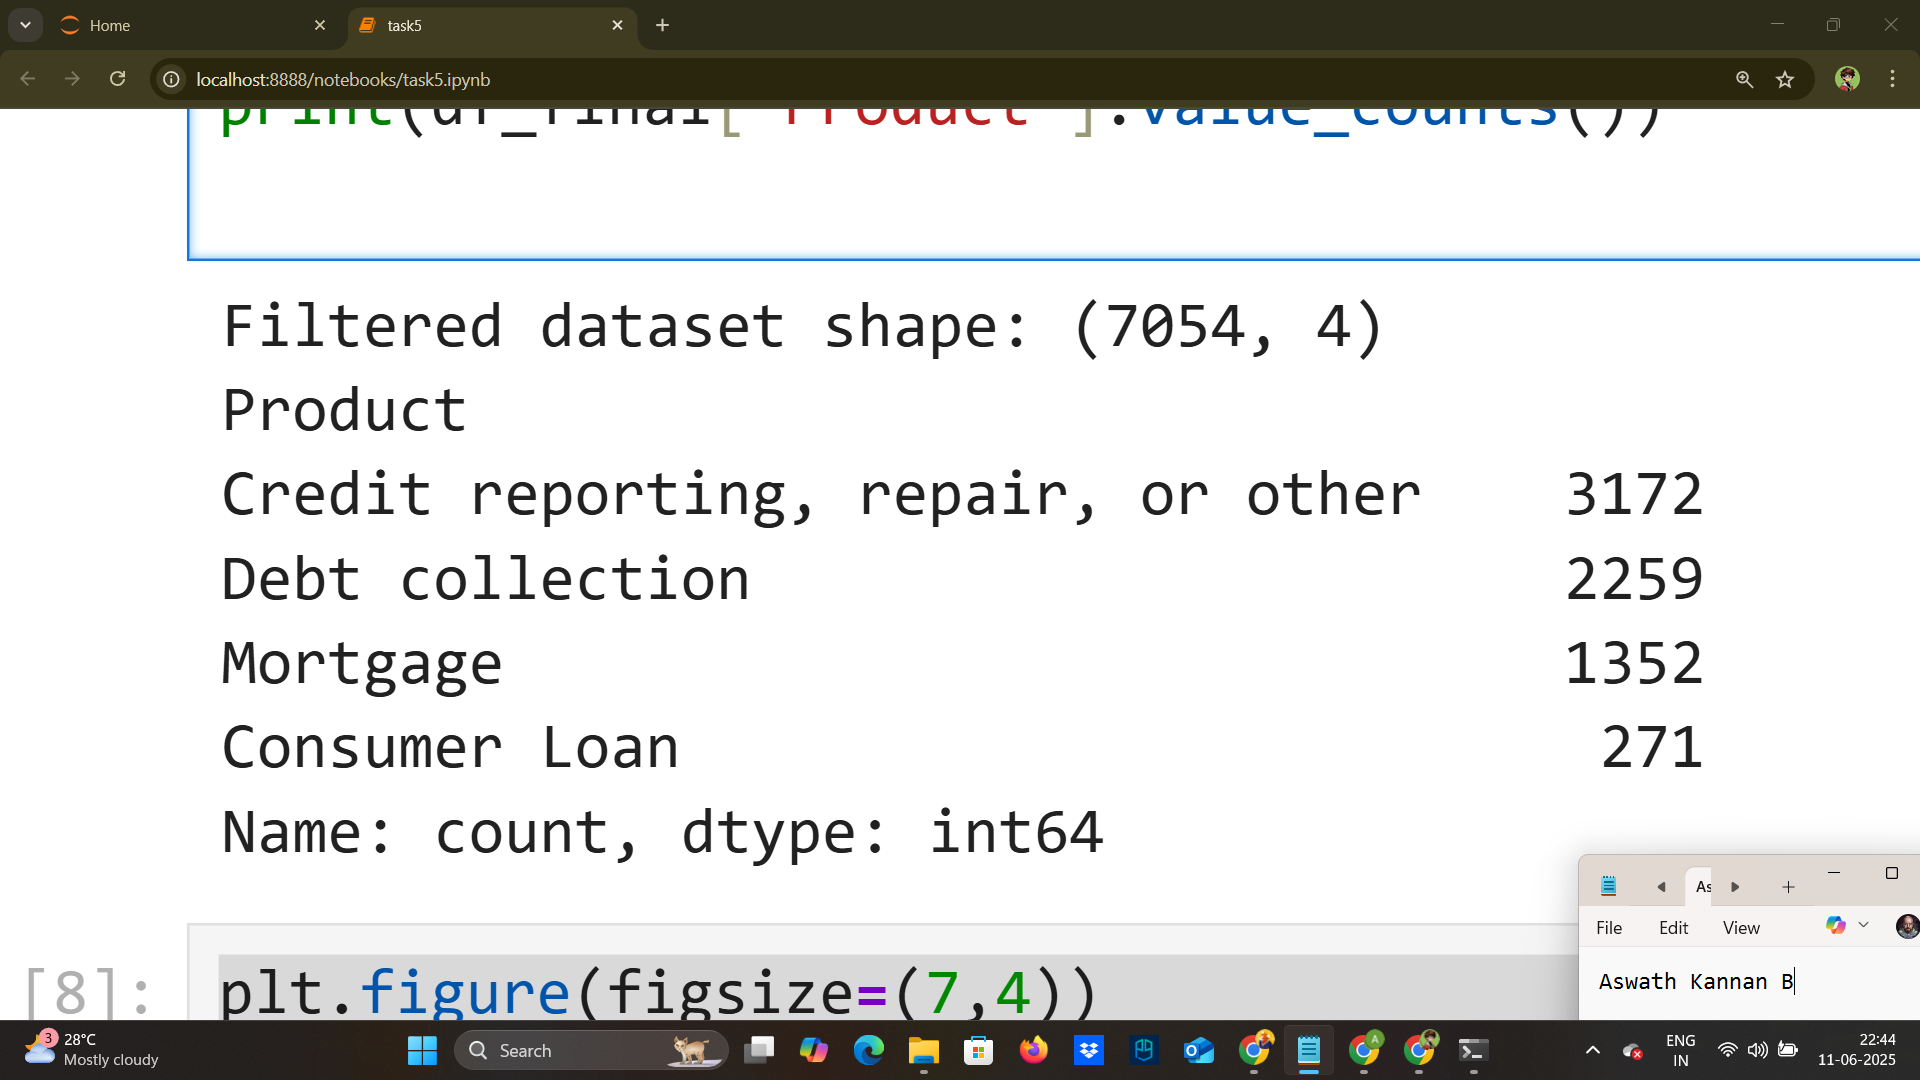 Home
task5
localhost:8888/notebooks/task5.ipynb
print(df_final["Product"].value_counts())
Filtered dataset shape: (7054, 4)
Product
Credit reporting, repair, or other 3172
Debt collection 2259
Mortgage 1352
Consumer Loan 271
Name: count, dtype: int64
[8]: plt.figure(figsize=(7,4))
As
File Edit View
Aswath Kannan B
3
28°C
Mostly cloudy
Search
A
ENG
IN
22:44
11-06-2025